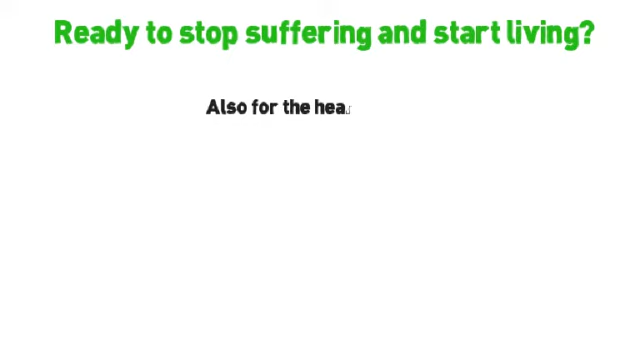 Ready to stop suffering and start living?
Also for the hea